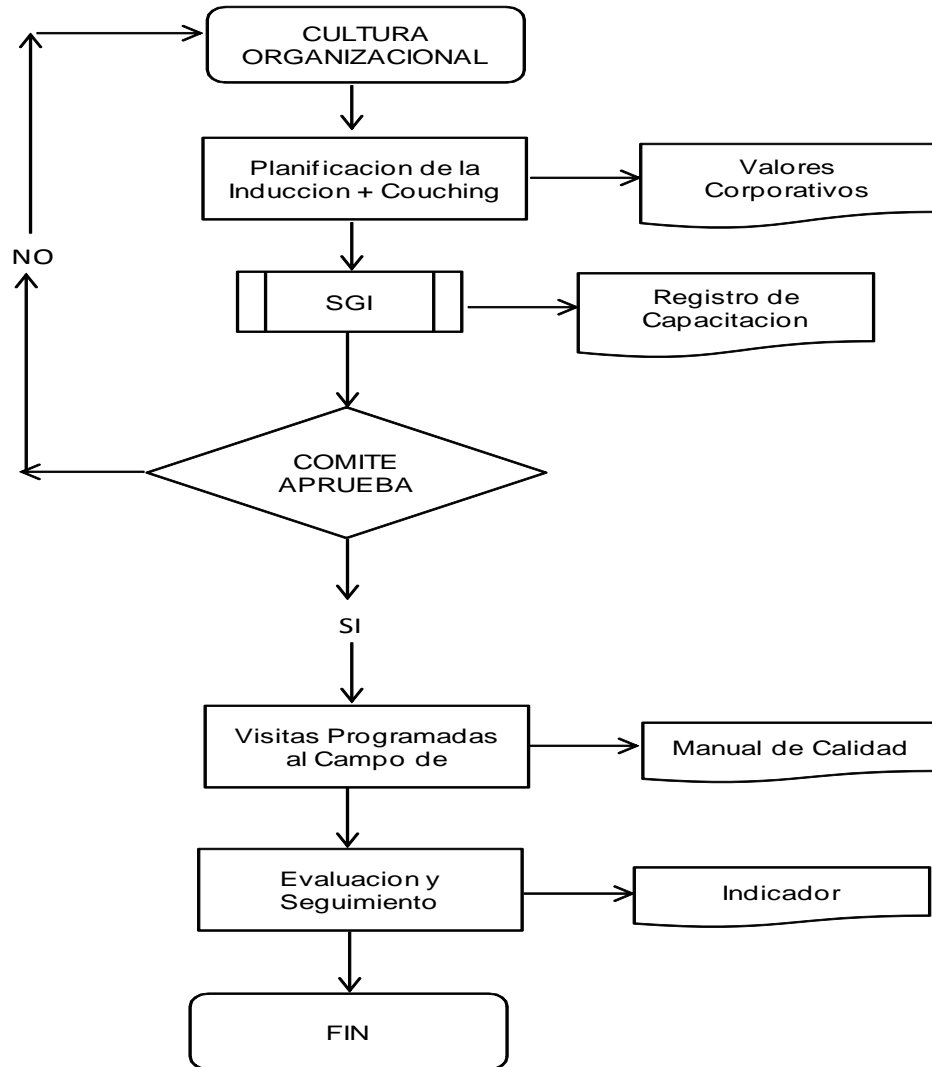 CULTURA
ORGANIZACIONAL
Planificacion de la
Induccion + Couching
Valores
Corporativos
NO
SGI
Registro de
Capacitacion
COMITE
APRUEBA
SI
Visitas Programadas
al Campo de
Manual de Calidad
Evaluacion y
Seguimiento
Indicador
FIN